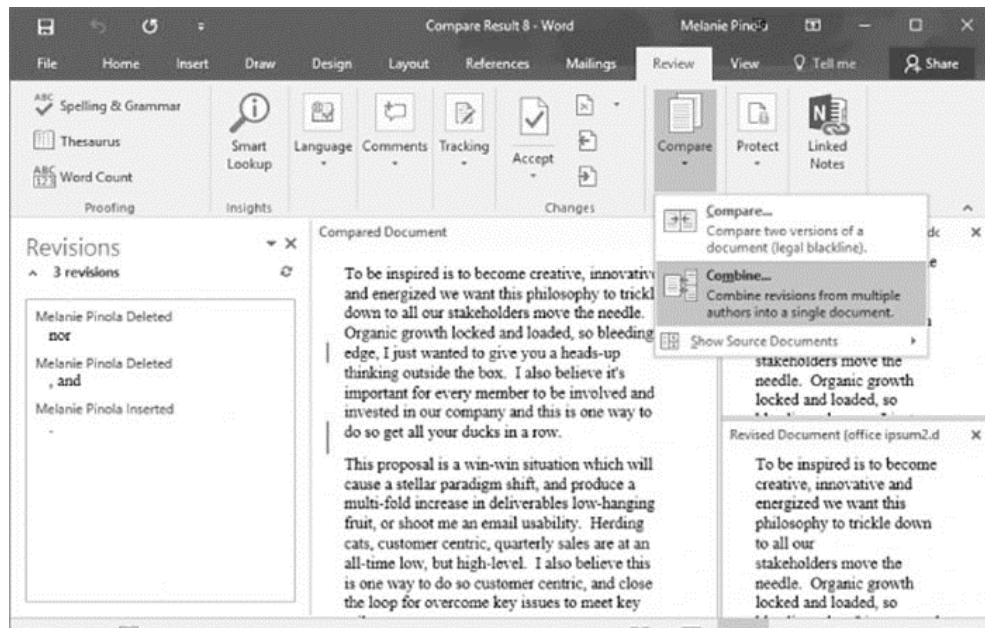 Compare Result 8 - Word
Melanie Pinola
File Home Insert Draw Design Layout References Mailings Review View Tell me Share
ABC Spelling & Grammar
Thesaurus
ABC 123 Word Count
Proofing
Smart Lookup
Insights
Language
Comments
Tracking
Accept
Changes
Compare
Protect
Linked Notes
Compare...
Compare two versions of a
document (legal blackline).
Combine...
Combine revisions from multiple
authors into a single document.
Show Source Documents
Revisions
3 revisions
Melanie Pinola Deleted
nor
Melanie Pinola Deleted
, and
Melanie Pinola Inserted
.
Compared Document
To be inspired is to become creative, innovative
and energized we want this philosophy to trickl
down to all our stakeholders move the needle.
Organic growth locked and loaded, so bleeding
edge, I just wanted to give you a heads-up
thinking outside the box. I also believe it's
important for every member to be involved and
invested in our company and this is one way to
do so get all your ducks in a row.
This proposal is a win-win situation which will
cause a stellar paradigm shift, and produce a
multi-fold increase in deliverables low-hanging
fruit, or shoot me an email usability. Herding
cats, customer centric, quarterly sales are at an
all-time low, but high-level. I also believe this
is one way to do so customer centric, and close
the loop for overcome key issues to meet key
stakeholders move the
needle. Organic growth
locked and loaded, so
Revised Document (office ipsum2.d
To be inspired is to become
creative, innovative and
energized we want this
philosophy to trickle down
to all our
stakeholders move the
needle. Organic growth
locked and loaded, so